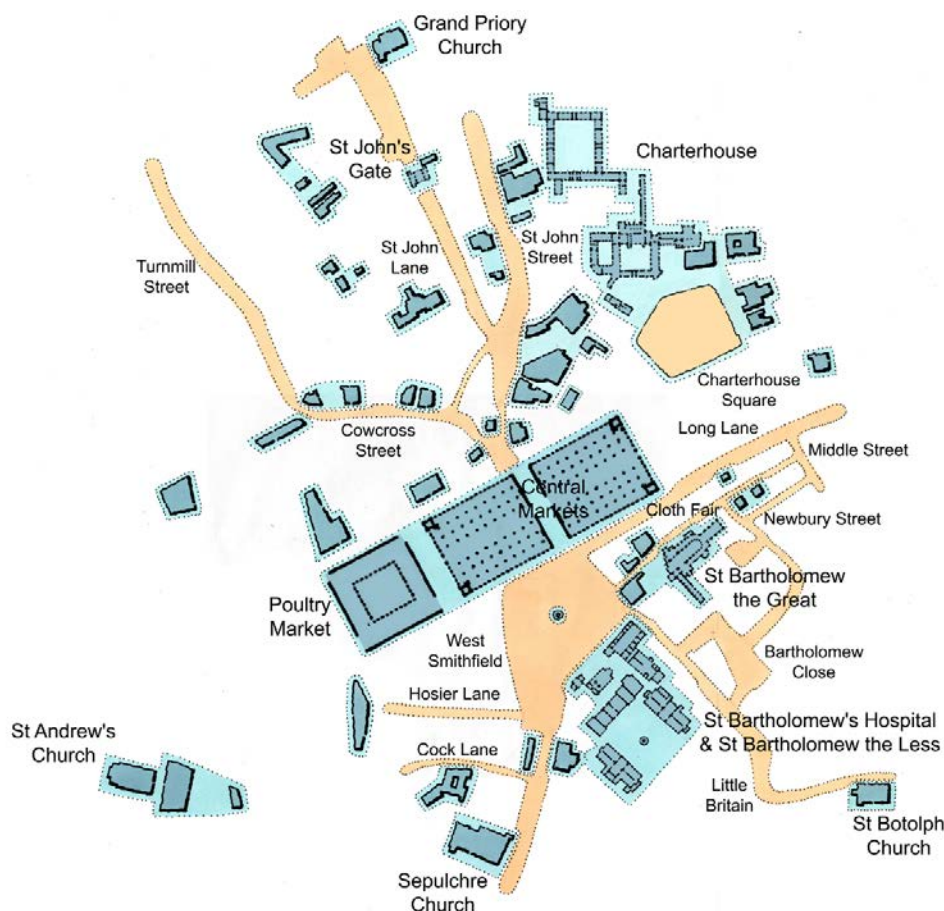 Grand Priory
Church
St John's
Gate
Charterhouse
Turnmill
Street
St John
Lane
St John
Street
Charterhouse
Square
Cowcross
Street
Long Lane
Middle Street
Central
Markets
Cloth Fair
Newbury Street
St Bartholomew
the Great
Poultry
Market
West
Smithfield
Bartholomew
Close
Hosier Lane
St Andrew's
Church
St Bartholomew's Hospital
& St Bartholomew the Less
Cock Lane
Little
Britain
St Botolph
Church
Sepulchre
Church